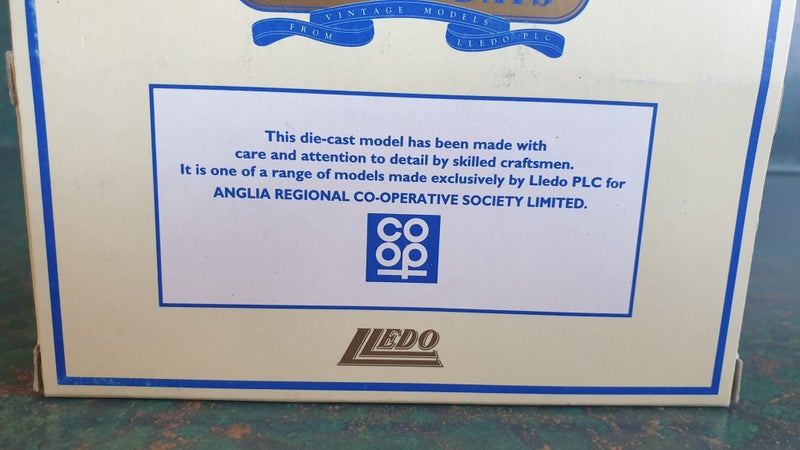 VINTAGE MODELS
FROM LLEDO PLC
This die-cast model has been made with
care and attention to detail by skilled craftsmen.
It is one of a range of models made exclusively by Lledo PLC for
ANGLIA REGIONAL CO-OPERATIVE SOCIETY LIMITED.
CO
OP
LLEDO